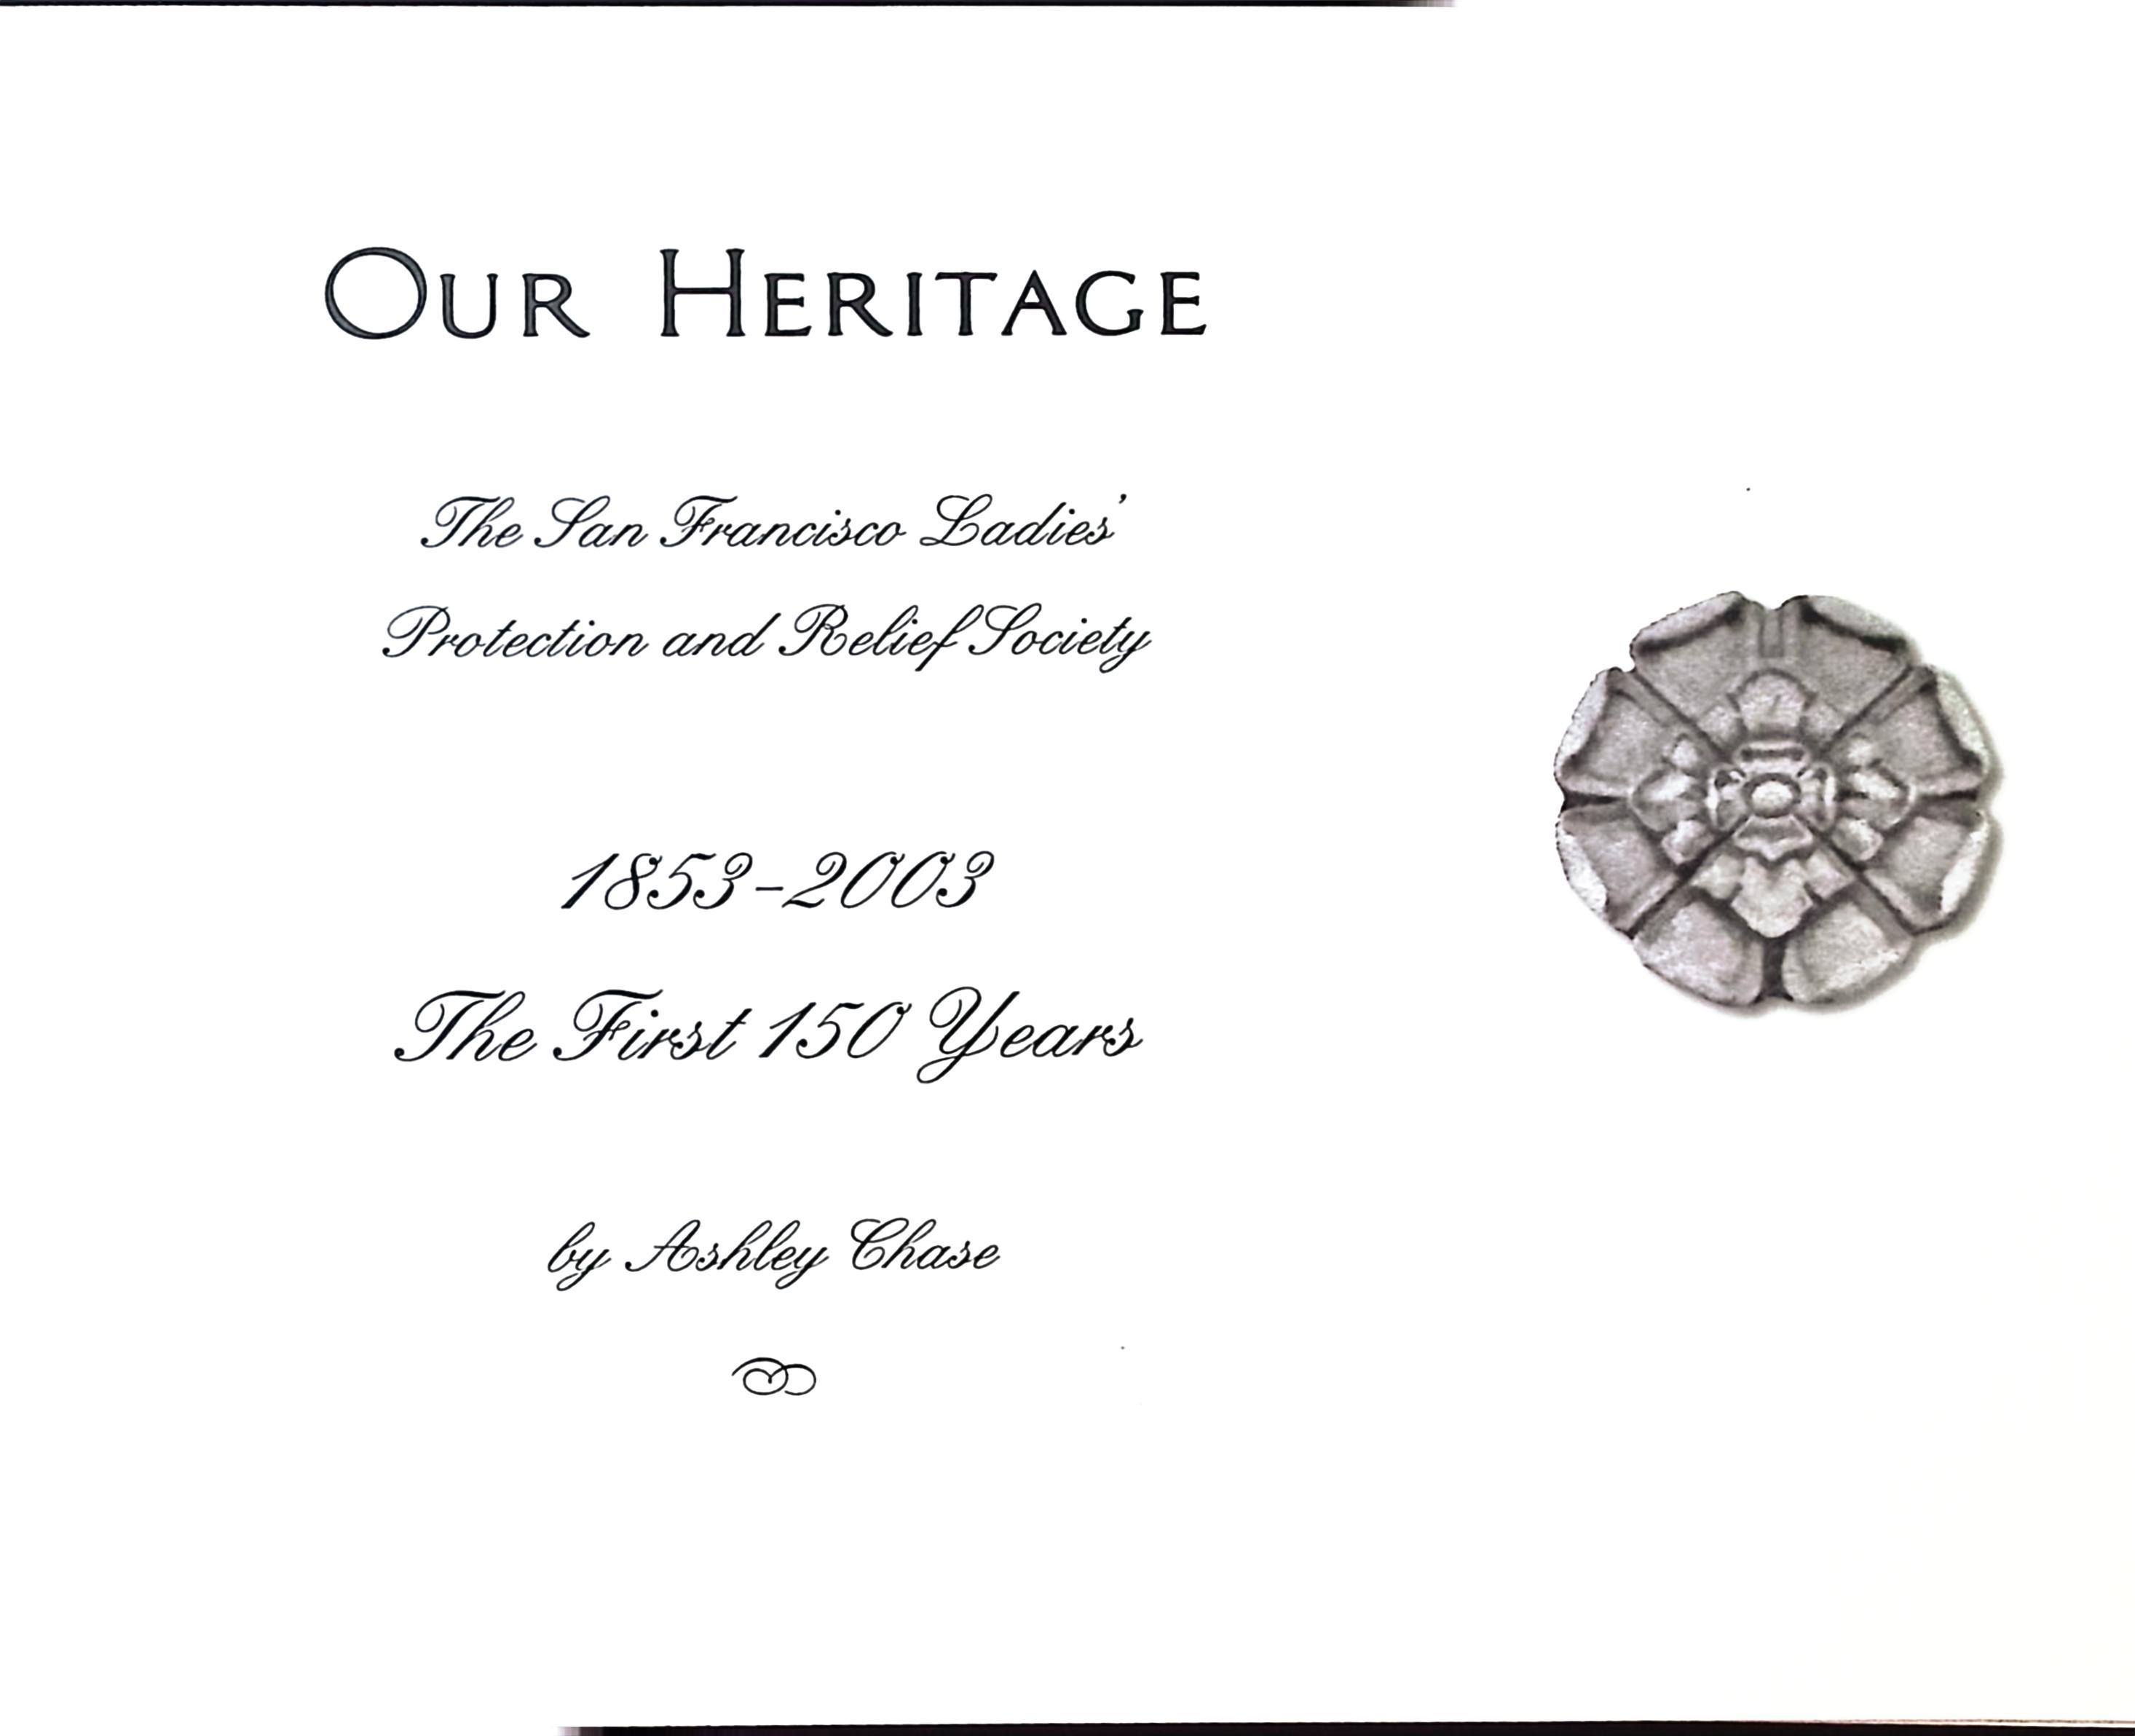 OUR HERITAGE
The San Francisco Ladies’
Protection and Relief Society
1853–2003
The First 150 Years
by Ashley Chase